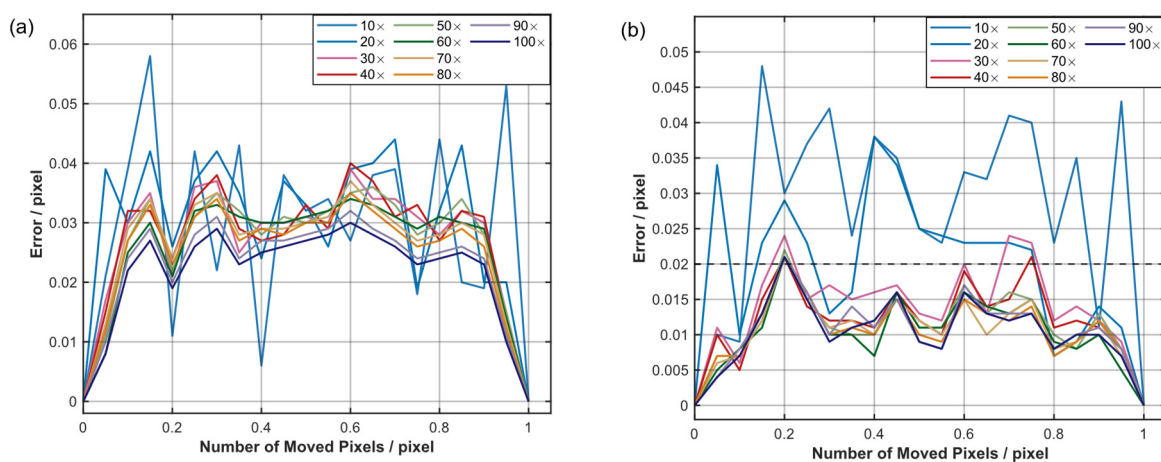 (a)
10× 50× 90×
20× 60× 100×
30× 70×
40× 80×
Error / pixel
0.06
0.05
0.04
0.03
0.02
0.01
0
0 0.2 0.4 0.6 0.8 1
Number of Moved Pixels / pixel
(b)
10× 50× 90×
20× 60× 100×
30× 70×
40× 80×
Error / pixel
0.05
0.045
0.04
0.035
0.03
0.025
0.02
0.015
0.01
0.005
0
0 0.2 0.4 0.6 0.8 1
Number of Moved Pixels / pixel